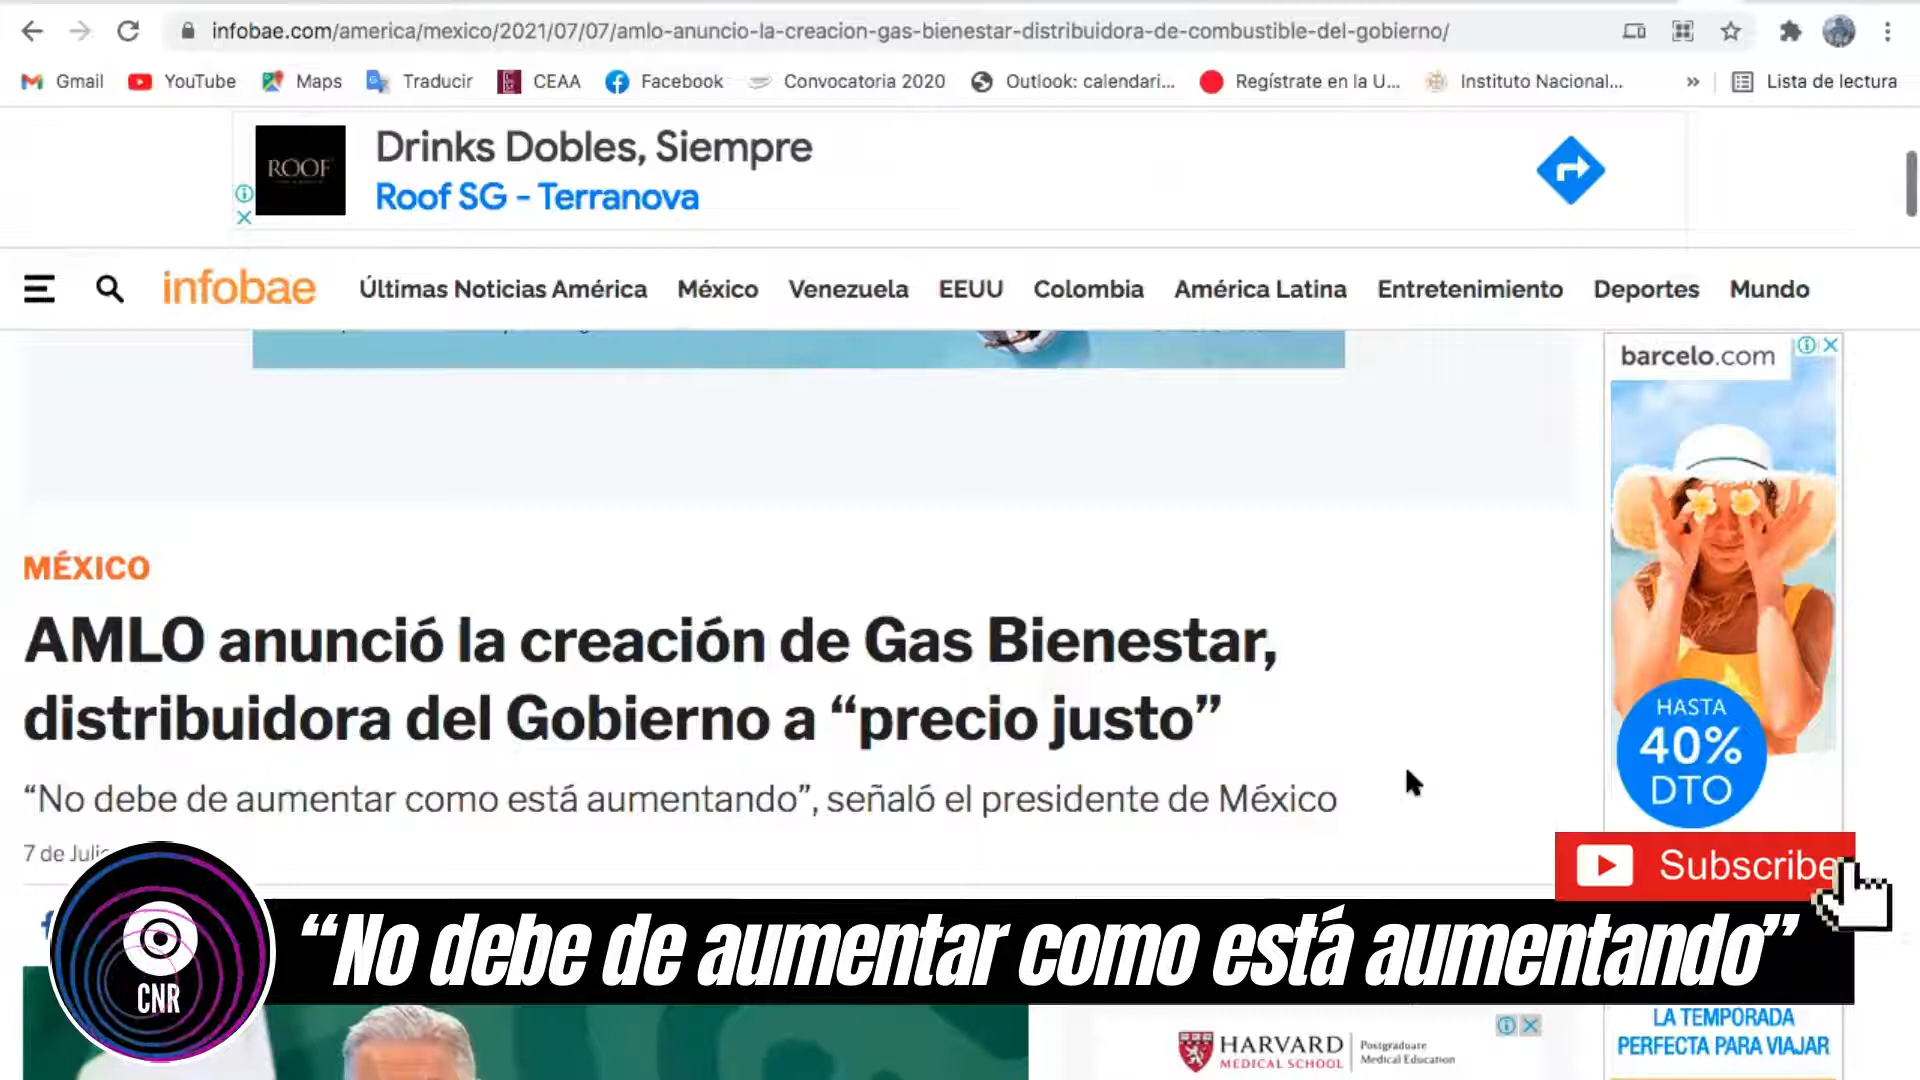 infobae.com/america/mexico/2021/07/07/amlo-anuncio-la-creacion-gas-bienestar-distribuidora-de-combustible-del-gobierno/
Gmail YouTube Maps Traducir CEAA Facebook Convocatoria 2020 Outlook: calendari... Regístrate en la U... Instituto Nacional... » Lista de lectura
ROOF
Drinks Dobles, Siempre
Roof SG - Terranova
infobae Últimas Noticias América México Venezuela EEUU Colombia América Latina Entretenimiento Deportes Mundo
barcelo.com
MÉXICO
AMLO anunció la creación de Gas Bienestar,
distribuidora del Gobierno a “precio justo”
“No debe de aumentar como está aumentando”, señaló el presidente de México
HASTA
40%
DTO
7 de Julio
Subscribe
“No debe de aumentar como está aumentando”
CNR
LA TEMPORADA
PERFECTA PARA VIAJAR
HARVARD
MEDICAL SCHOOL
Postgraduate
Medical Education